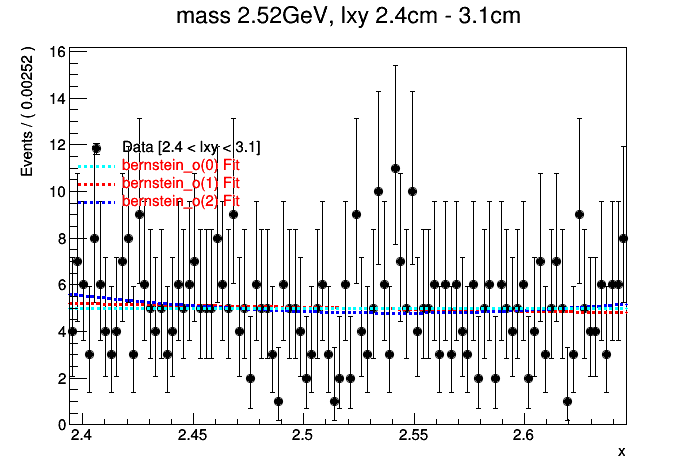 mass 2.52GeV, lxy 2.4cm - 3.1cm
Events / ( 0.00252 )
16
14
12
10
8
6
4
2
0
Data [2.4 < lxy < 3.1]
bernstein_o(0) Fit
bernstein_o(1) Fit
bernstein_o(2) Fit
2.4
2.45
2.5
2.55
2.6
x